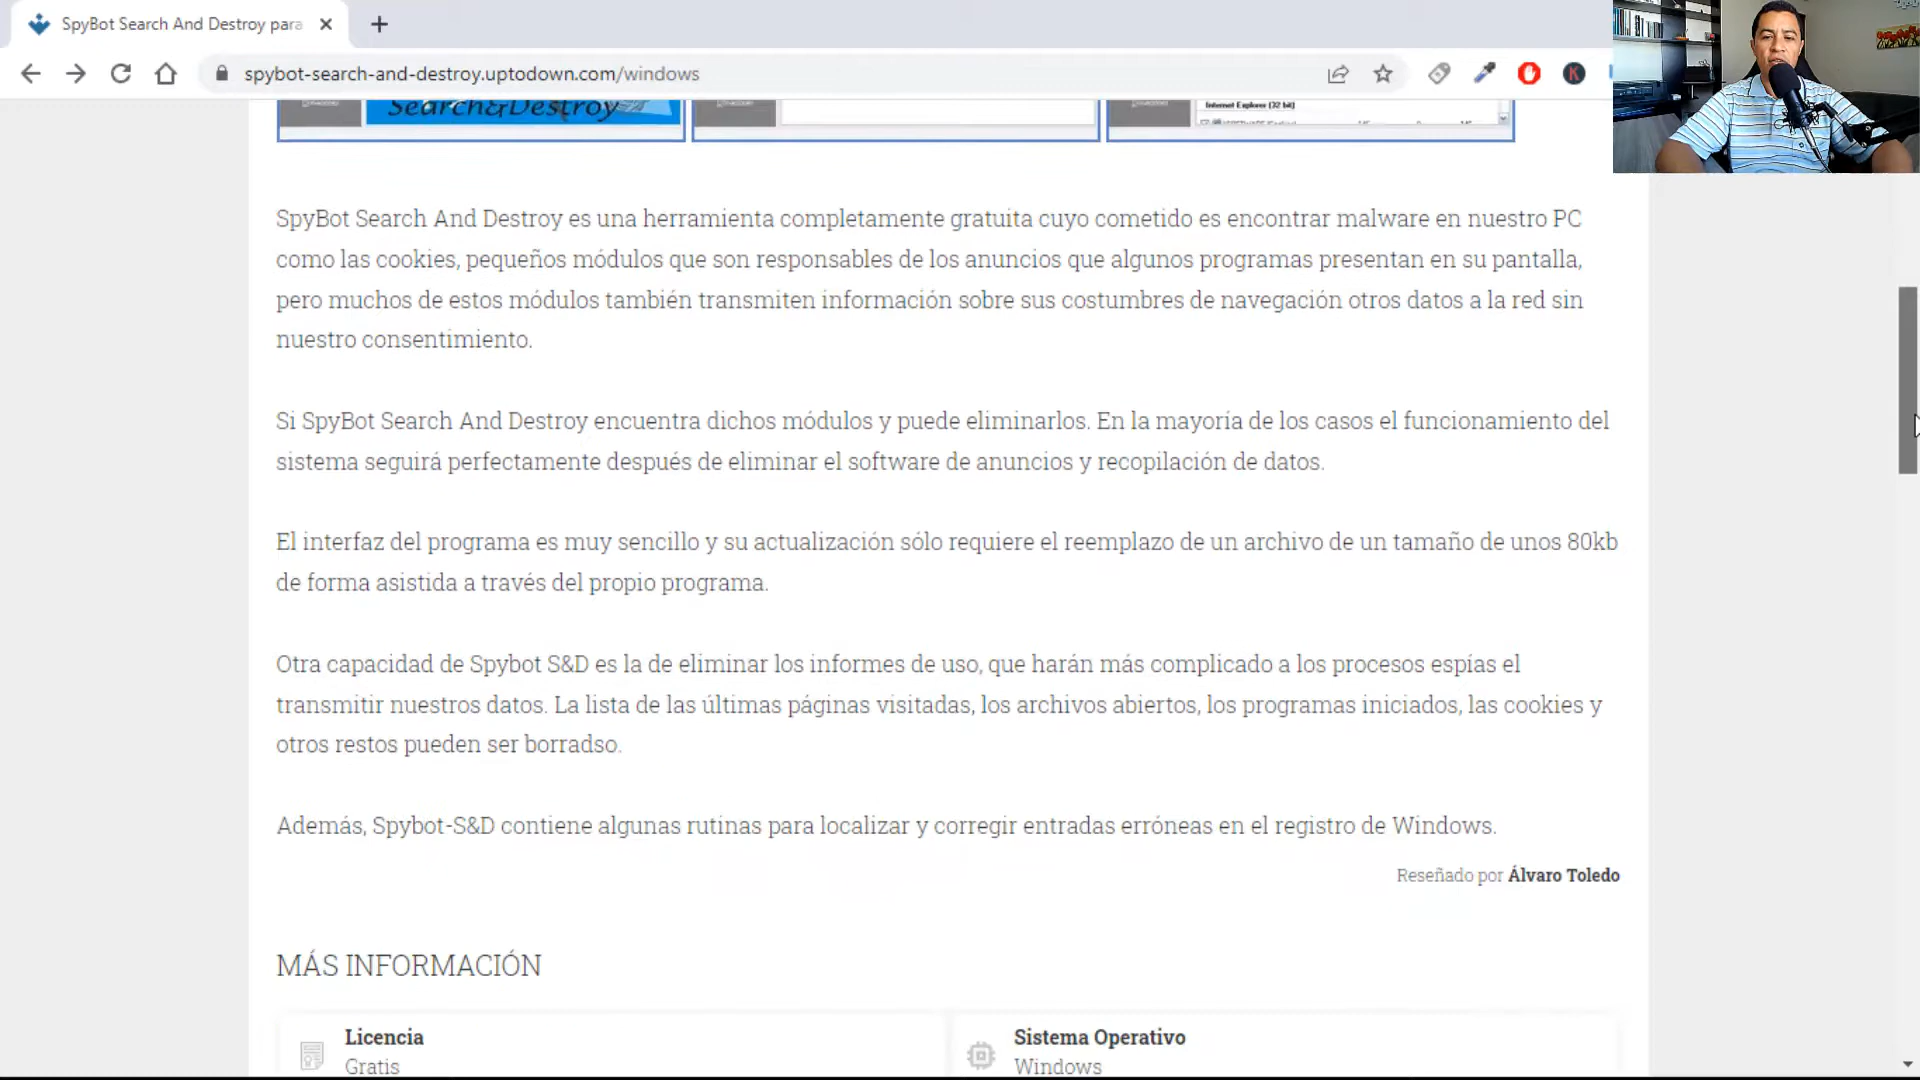 SpyBot Search And Destroy para
spybot-search-and-destroy.uptodown.com/windows
Search&Destroy
Internet Explorer (32 bit)
SpyBot Search And Destroy es una herramienta completamente gratuita cuyo cometido es encontrar malware en nuestro PC
como las cookies, pequeños módulos que son responsables de los anuncios que algunos programas presentan en su pantalla,
pero muchos de estos módulos también transmiten información sobre sus costumbres de navegación otros datos a la red sin
nuestro consentimiento.
Si SpyBot Search And Destroy encuentra dichos módulos y puede eliminarlos. En la mayoría de los casos el funcionamiento del
sistema seguirá perfectamente después de eliminar el software de anuncios y recopilación de datos.
El interfaz del programa es muy sencillo y su actualización sólo requiere el reemplazo de un archivo de un tamaño de unos 80kb
de forma asistida a través del propio programa.
Otra capacidad de Spybot S&D es la de eliminar los informes de uso, que harán más complicado a los procesos espías el
transmitir nuestros datos. La lista de las últimas páginas visitadas, los archivos abiertos, los programas iniciados, las cookies y
otros restos pueden ser borradso.
Además, Spybot-S&D contiene algunas rutinas para localizar y corregir entradas erróneas en el registro de Windows.
Reseñado por Álvaro Toledo
MÁS INFORMACIÓN
Licencia
Gratis
Sistema Operativo
Windows